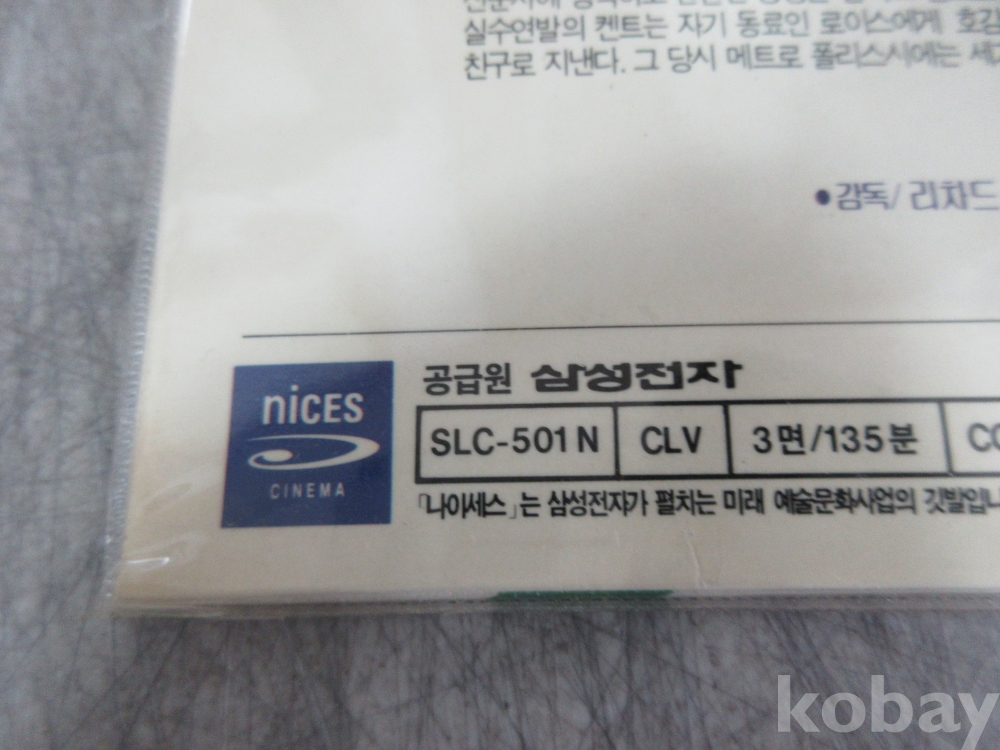 실수연발의 켄트는 자기 동료인 로이스에게 호감
친구로 지낸다. 그 당시 메트로 폴리스시에는 세
•감독/ 리차드
nices
CINEMA
공급원 삼성전자
SLC-501N CLV 3면/135분 CO
「나이세스」는 삼성전자가 펼치는 미래 예술문화사업의 깃발입니
kobay